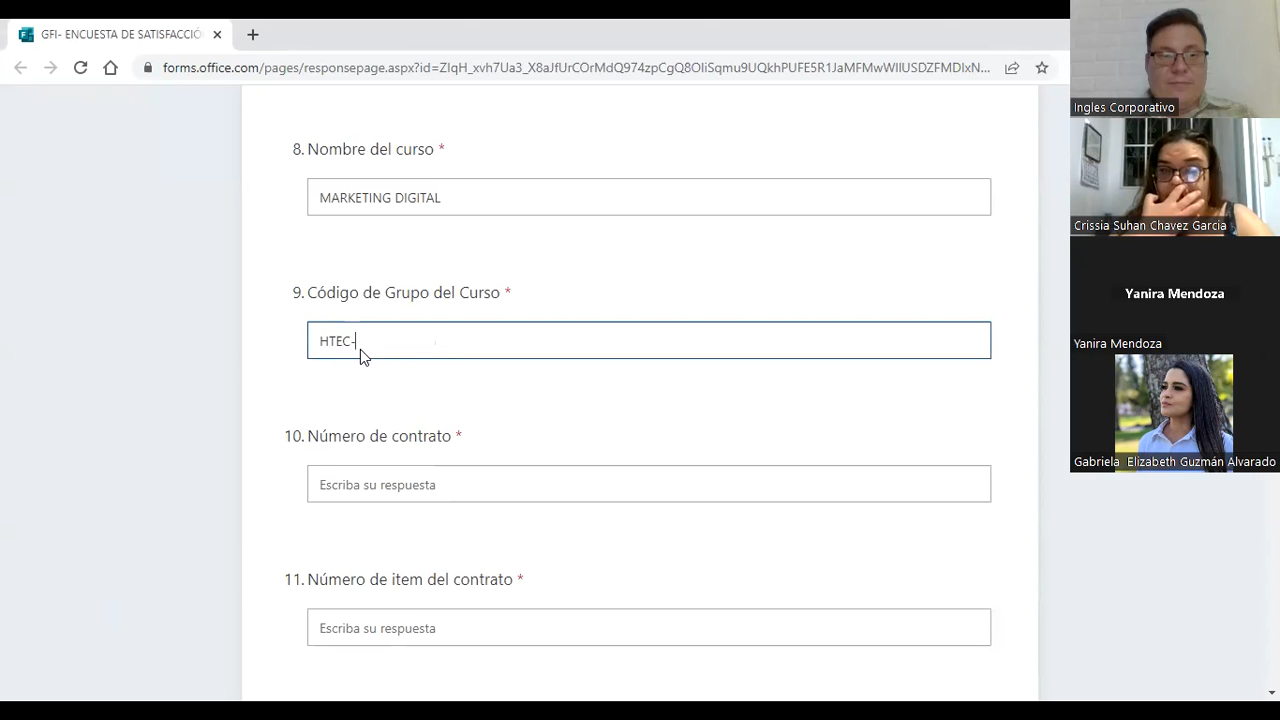 GFI- ENCUESTA DE SATISFACCIÓ
forms.office.com/pages/responsepage.aspx?id=
8. Nombre del curso *
MARKETING DIGITAL
9. Código de Grupo del Curso *
HTEC-
10. Número de contrato *
Escriba su respuesta
11. Número de item del contrato *
Escriba su respuesta
Ingles Corporativo
Crissia Suhan Chavez Garcia
Yanira Mendoza
Yanira Mendoza
Gabriela Elizabeth Guzmán Alvarado